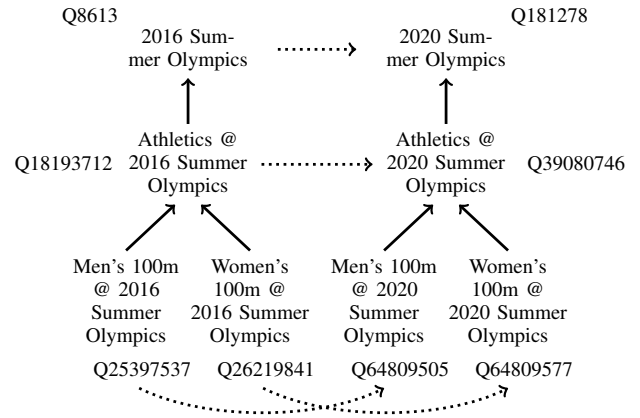 Q8613
2016 Sum-
mer Olympics
2020 Sum-
mer Olympics
Q181278
Q18193712
Athletics @
2016 Summer
Olympics
Athletics @
2020 Summer
Olympics
Q39080746
Men's 100m
@ 2016
Summer
Olympics
Women's
100m @
2016 Summer
Olympics
Men's 100m
@ 2020
Summer
Olympics
Women's
100m @
2020 Summer
Olympics
Q25397537
Q26219841
Q64809505
Q64809577